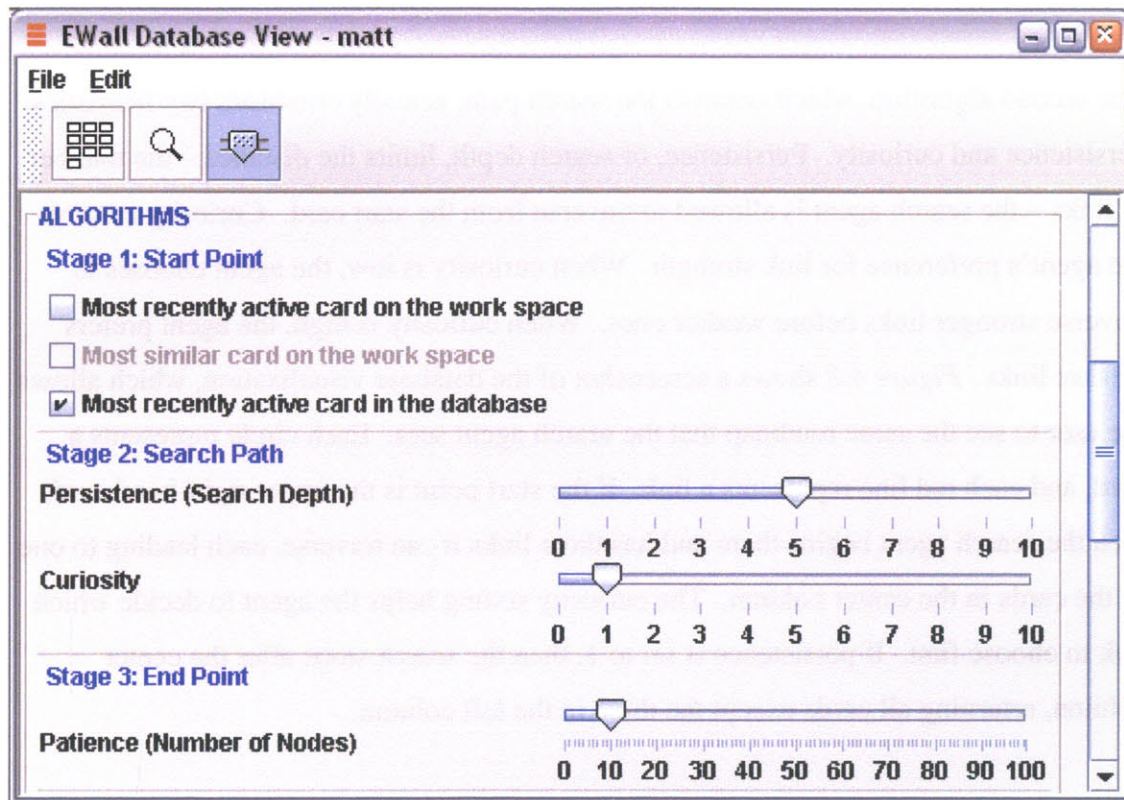 EWall Database View - matt
File Edit
ALGORITHMS
Stage 1: Start Point
Most recently active card on the work space
Most similar card on the work space
Most recently active card in the database
Stage 2: Search Path
Persistence (Search Depth)
0 1 2 3 4 5 6 7 8 9 10
Curiosity
0 1 2 3 4 5 6 7 8 9 10
Stage 3: End Point
Patience (Number of Nodes)
0 10 20 30 40 50 60 70 80 90 100